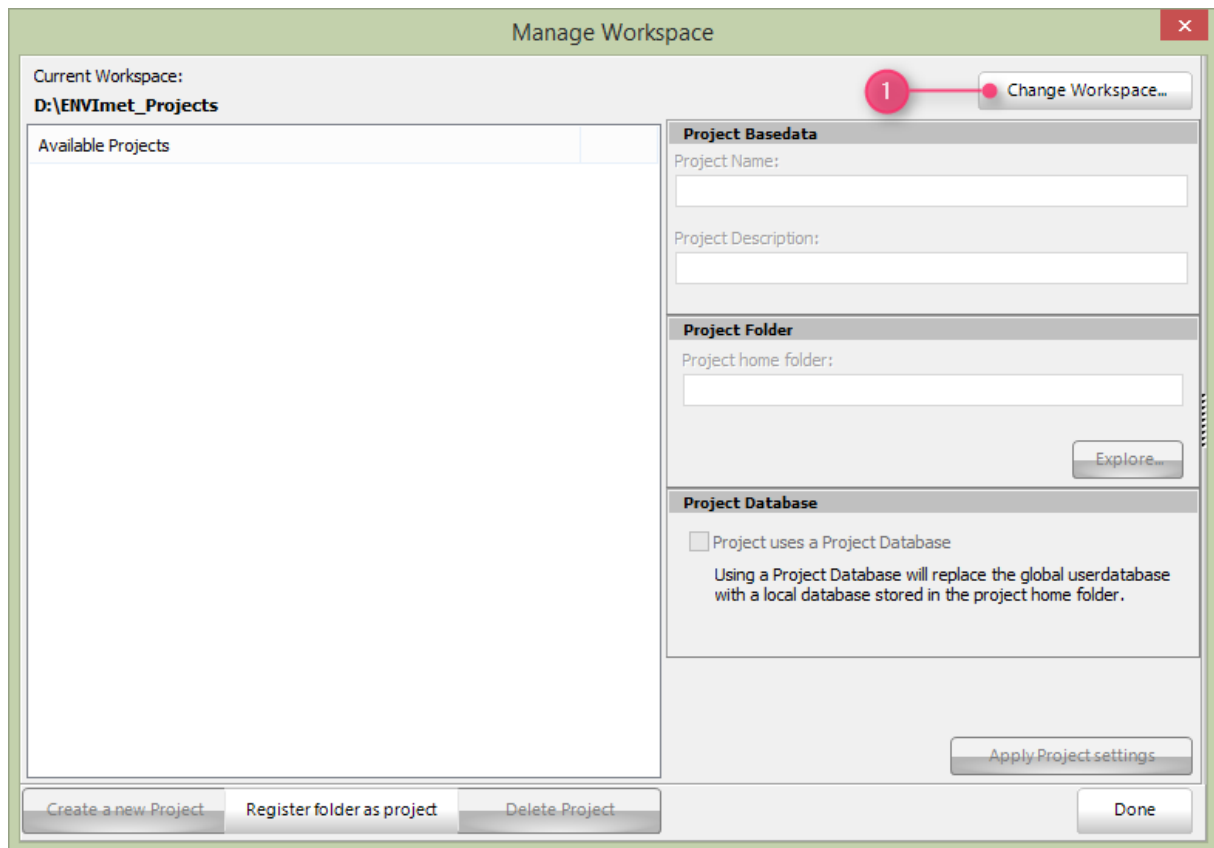 Manage Workspace
×
Current Workspace:
D:\ENVImet_Projects
1
Change Workspace...
Available Projects
Project Basedata
Project Name:
Project Description:
Project Folder
Project home folder:
Explore...
Project Database
Project uses a Project Database
Using a Project Database will replace the global userdatabase
with a local database stored in the project home folder.
Apply Project settings
Create a new Project
Register folder as project
Delete Project
Done